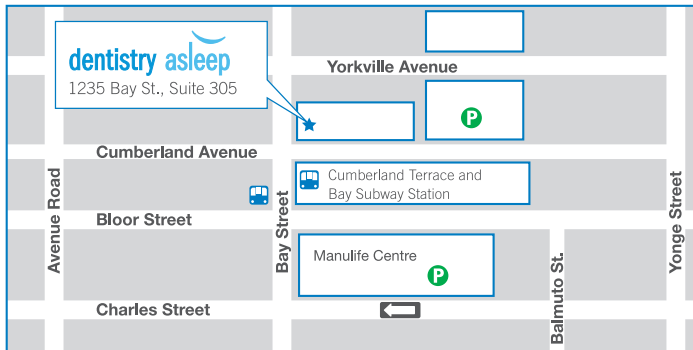 dentistry asleep
1235 Bay St., Suite 305
Yorkville Avenue
P
Cumberland Avenue
Cumberland Terrace and
Bay Subway Station
Avenue Road
Bay Street
Yonge Street
Bloor Street
Manulife Centre
P
Balmuto St.
Charles Street